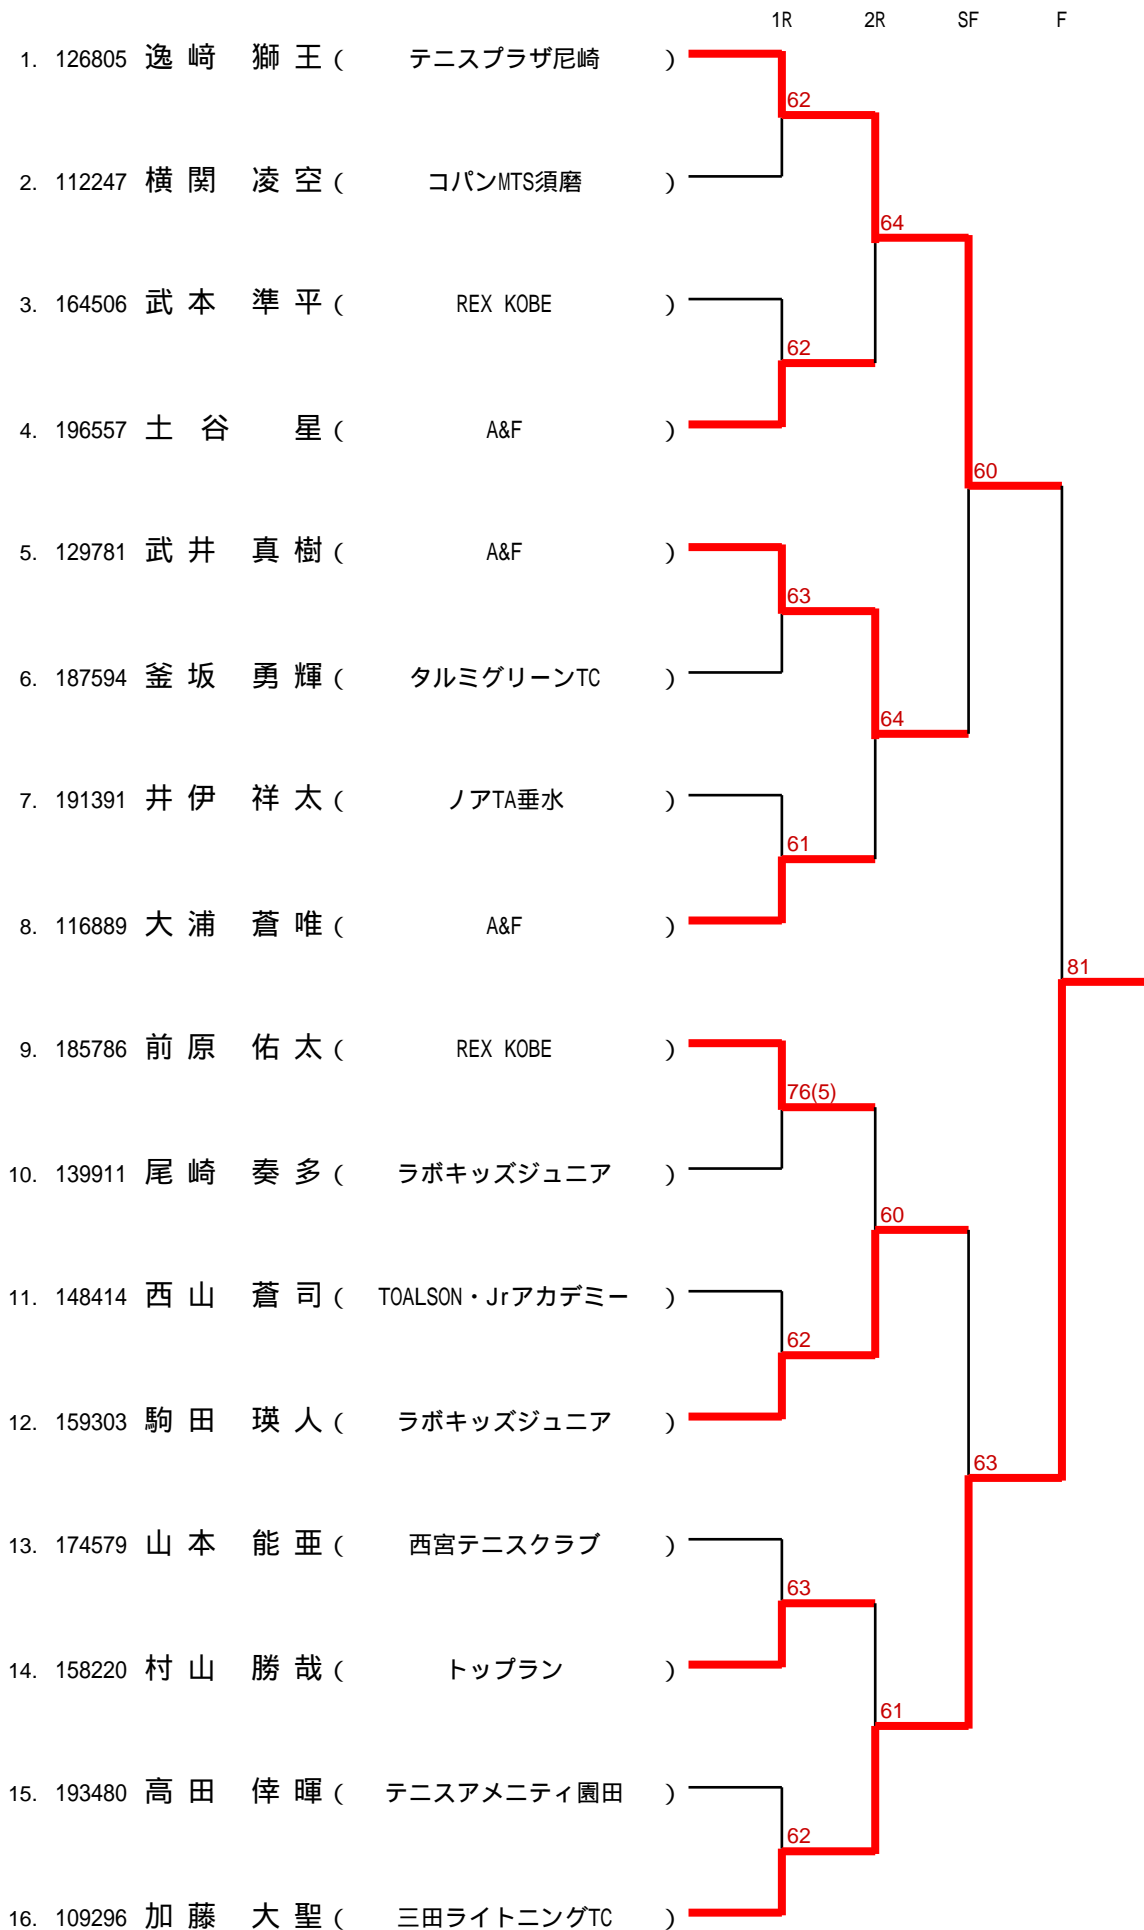 1R 2R SF F
1. 126805 逸﨑 獅王 ( テニスプラザ尼崎 )
62
2. 112247 横関 凌空 ( コパンMTS須磨 )
64
3. 164506 武本 準平 ( REX KOBE )
62
4. 196557 土谷 星 ( A&F )
60
5. 129781 武井 真樹 ( A&F )
63
6. 187594 釜坂 勇輝 ( タルミグリーンTC )
64
7. 191391 井伊 祥太 ( ノアTA垂水 )
61
8. 116889 大浦 蒼唯 ( A&F )
81
9. 185786 前原 佑太 ( REX KOBE )
76(5)
10. 139911 尾崎 奏多 ( ラボキッズジュニア )
60
11. 148414 西山 蒼司 ( TOALSON・Jrアカデミー )
62
12. 159303 駒田 瑛人 ( ラボキッズジュニア )
63
13. 174579 山本 能亜 ( 西宮テニスクラブ )
63
14. 158220 村山 勝哉 ( トップラン )
61
15. 193480 高田 倖暉 ( テニスアメニティ園田 )
62
16. 109296 加藤 大聖 ( 三田ライトニングTC )